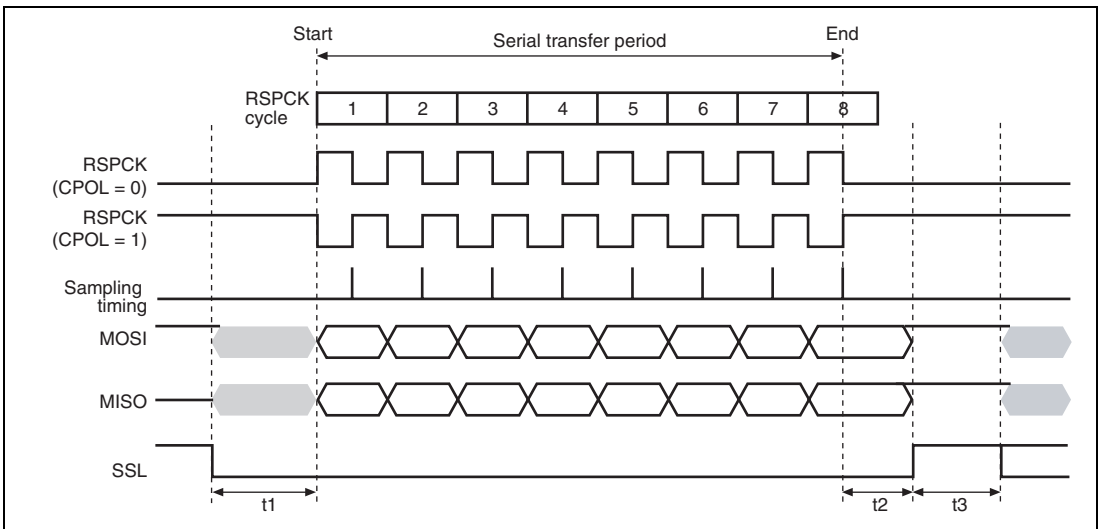 Start
End
Serial transfer period
RSPCK
cycle
1 2 3 4 5 6 7 8
RSPCK
(CPOL = 0)
RSPCK
(CPOL = 1)
Sampling
timing
MOSI
MISO
SSL
t1
t2
t3